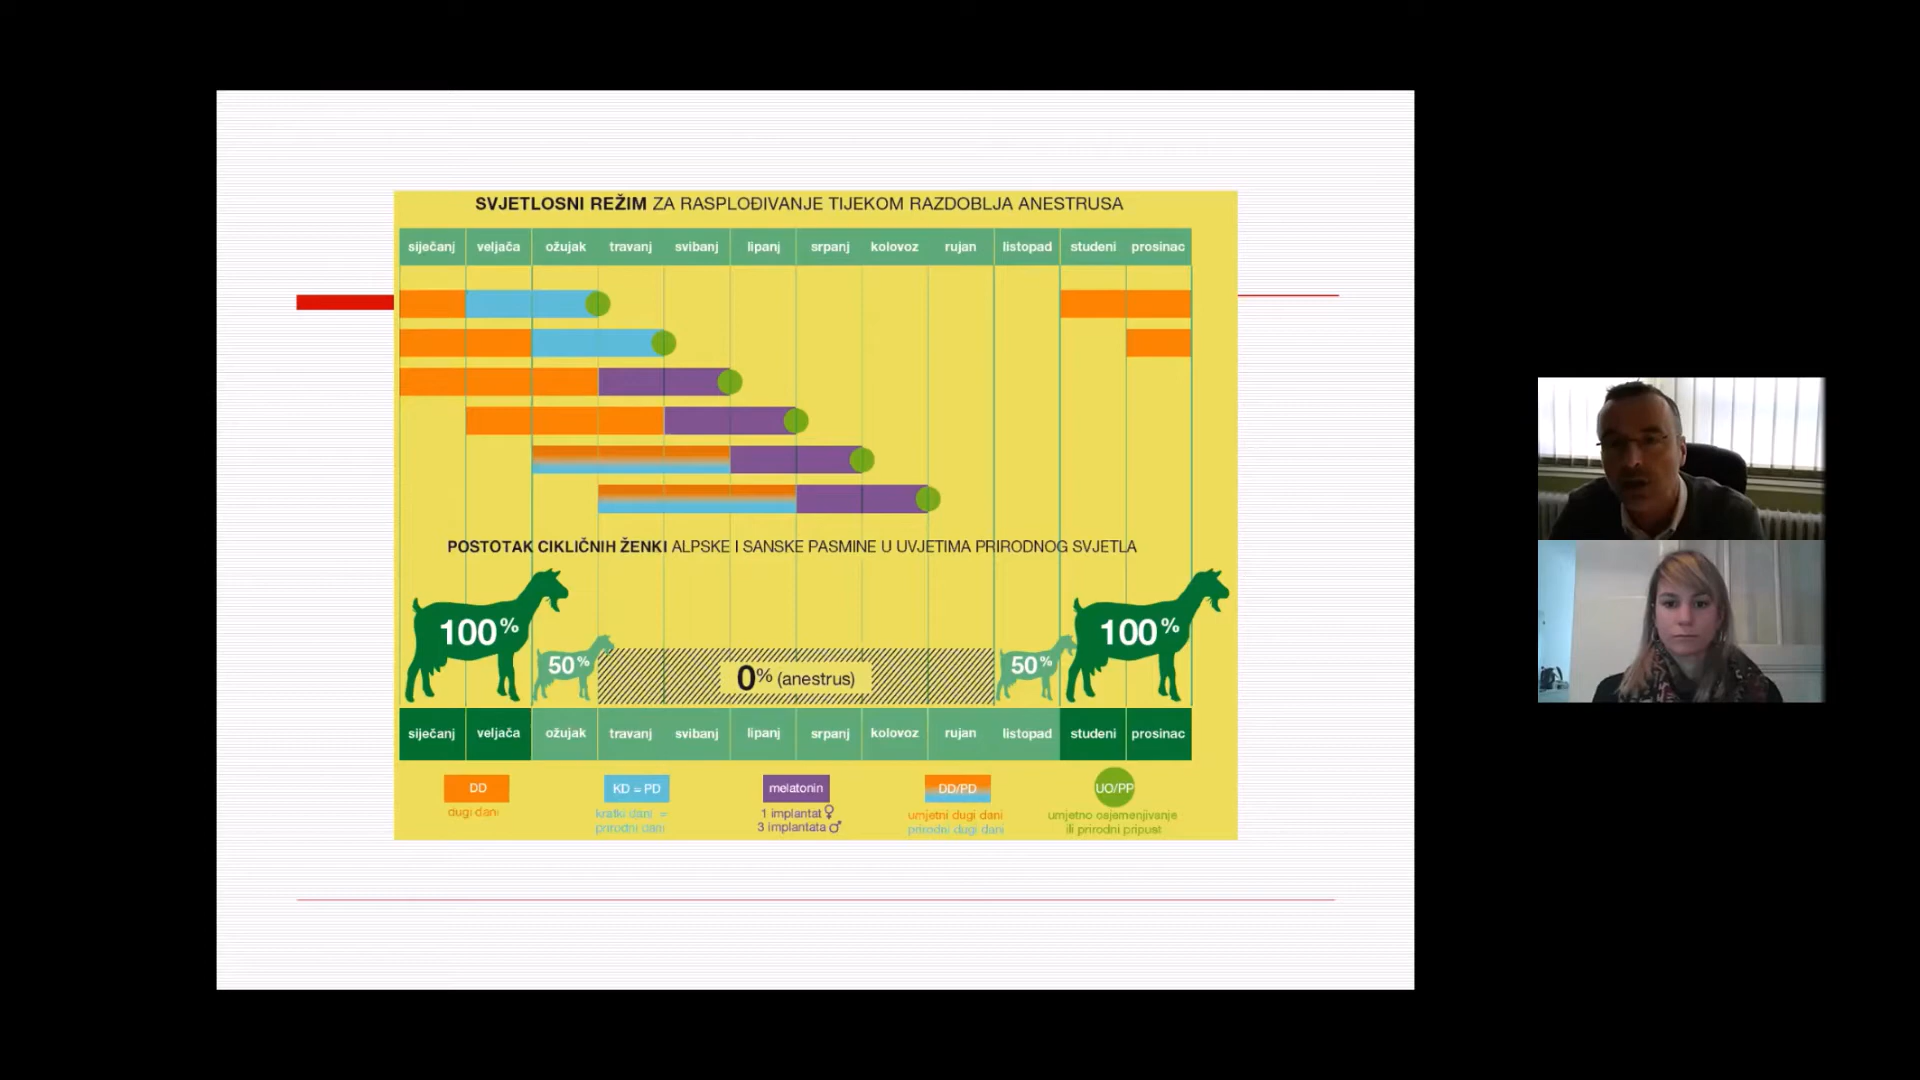 SVJETLOSNI REŽIM ZA RASPLOĐIVANJE TIJEKOM RAZDOBLJA ANESTRUSA
siječanj veljača ožujak travanj svibanj lipanj srpanj kolovoz rujan listopad studeni prosinac
POSTOTAK CIKLIČNIH ŽENKI ALPSKE I SANSKE PASMINE U UVJETIMA PRIRODNOG SVJETLA
100% 50% 0% (anestrus) 50% 100%
siječanj veljača ožujak travanj svibanj lipanj srpanj kolovoz rujan listopad studeni prosinac
DD
dugi dani
KD = PD
kratki dani =
prirodni dani
melatonin
1 implantat ♀
3 implantata ♂
DD/PD
umjetni dugi dani
prirodni dugi dani
UO/PP
umjetno osjemenjivanje
ili prirodni pripust